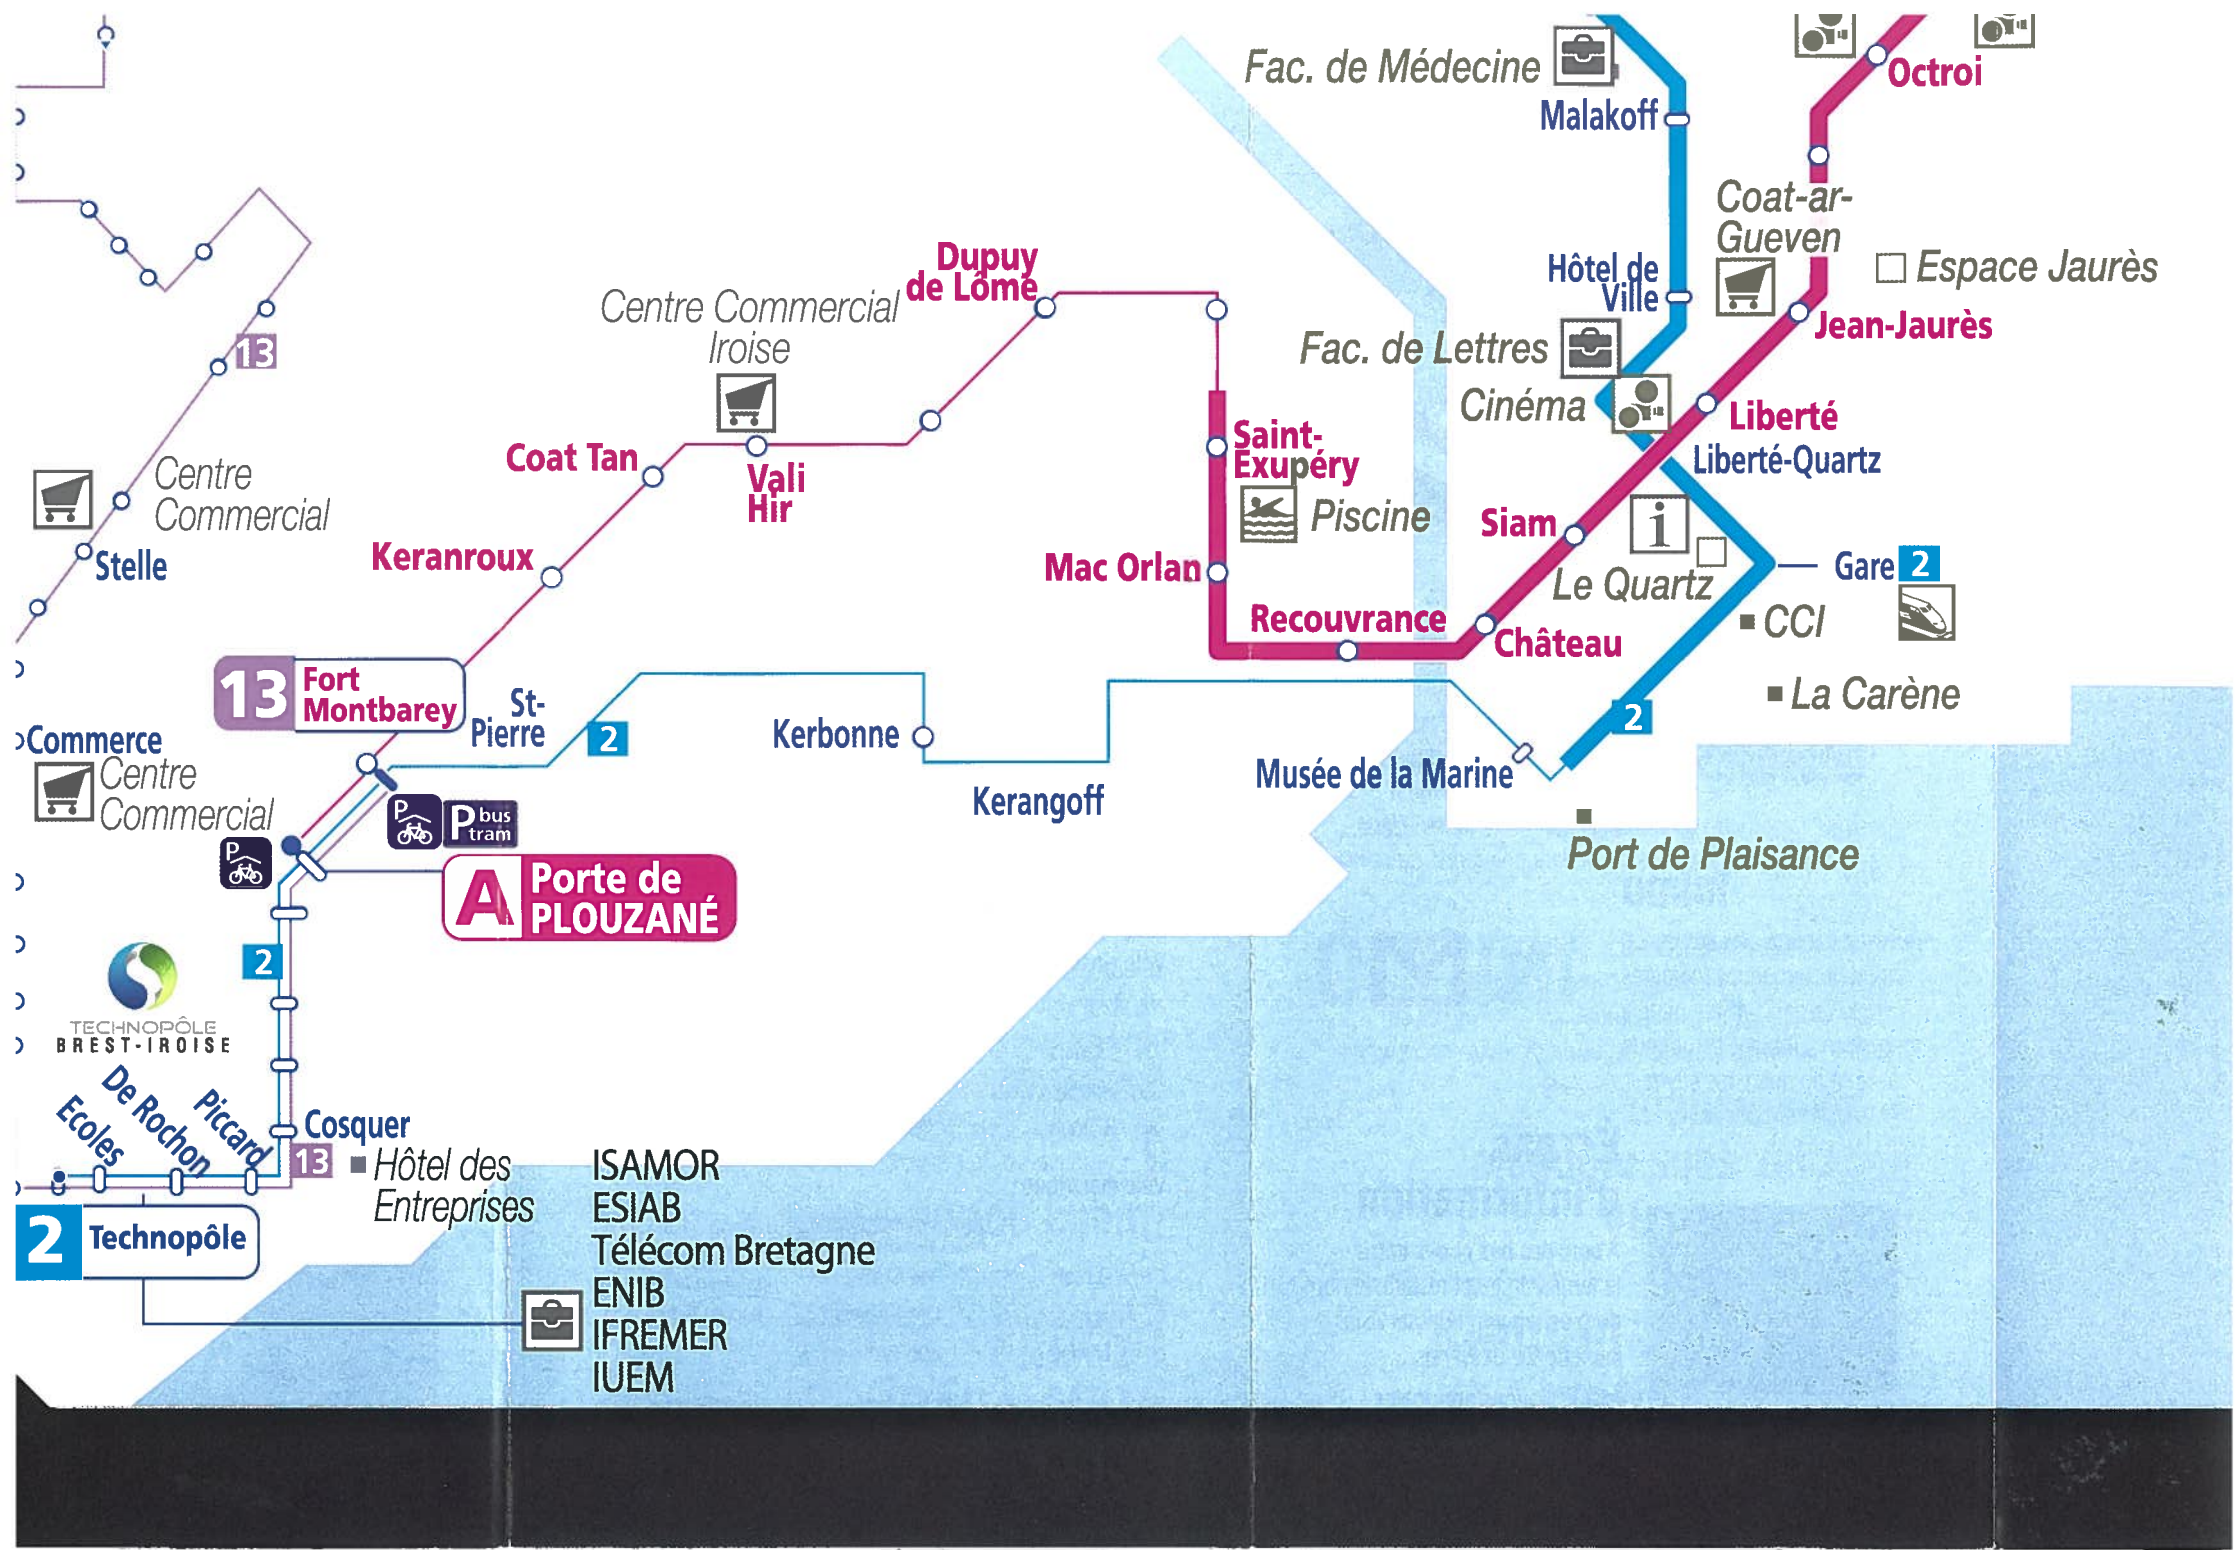 Fac. de Médecine
Octroi
Malakoff
Coat-ar-
Gueven
Hôtel de
Ville
Espace Jaurès
Jean-Jaurès
Dupuy
de Lôme
Centre Commercial
Iroise
13
Fac. de Lettres
Cinéma
Liberté
Liberté-Quartz
Saint-
Exupéry
Piscine
Coat Tan
Vali
Hir
Centre
Commercial
Stelle
Keranroux
Mac Orlan
Siam
i
Le Quartz
Gare 2
CCI
Recouvrance
Château
La Carène
13 Fort
Montbarey
St-
Pierre
2
Kerbonne
2
Commerce
Centre
Commercial
Kerangoff
Musée de la Marine
P
P bus
tram
P
Port de Plaisance
A Porte de
PLOUZANÉ
2
TECHNOPÔLE
BREST-IROISE
Ecoles
De Rochon
Piccard
Cosquer
13
Hôtel des
Entreprises
2 Technopôle
ISAMOR
ESIAB
Télécom Bretagne
ENIB
IFREMER
IUEM